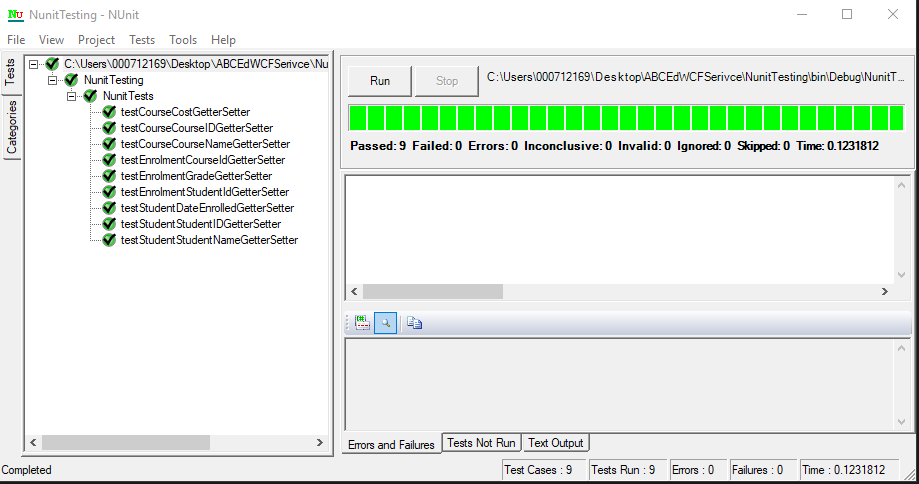 NunitTesting - NUnit
File View Project Tests Tools Help
Tests
Categories
C:\Users\000712169\Desktop\ABCEdWCFSerivce\Nu
NunitTesting
NunitTests
testCourseCostGetterSetter
testCourseCourseIDGetterSetter
testCourseCourseNameGetterSetter
testEnrolmentCourseIdGetterSetter
testEnrolmentGradeGetterSetter
testEnrolmentStudentIdGetterSetter
testStudentDateEnrolledGetterSetter
testStudentStudentIDGetterSetter
testStudentStudentNameGetterSetter
Run Stop C:\Users\000712169\Desktop\ABCEdWCFSerivce\NunitTesting\bin\Debug\NunitT...
Passed: 9 Failed: 0 Errors: 0 Inconclusive: 0 Invalid: 0 Ignored: 0 Skipped: 0 Time: 0.1231812
Errors and Failures Tests Not Run Text Output
Completed Test Cases : 9 Tests Run : 9 Errors : 0 Failures : 0 Time : 0.1231812